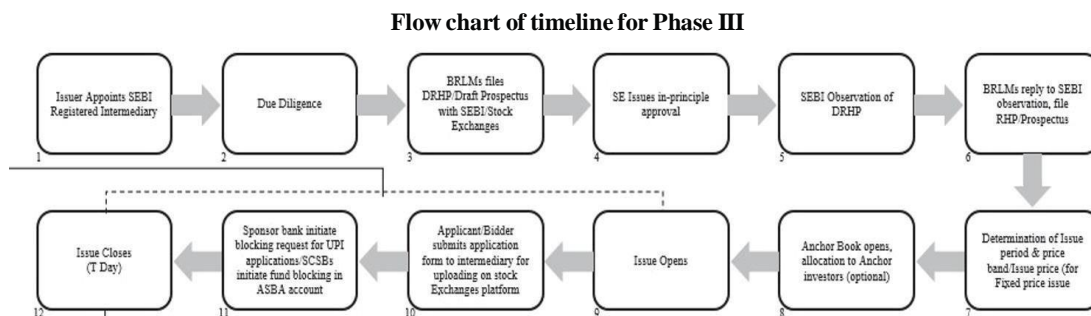 Flow chart of timeline for Phase III
Issuer Appoints SEBI
Registered Intermediary
1
Due Diligence
2
BRLMs files
DRHP/Draft Prospectus
with SEBI/Stock
Exchanges
3
SE Issues in-principle
approval
4
SEBI Observation of
DRHP
5
BRLMs reply to SEBI
observation, file
RHP/Prospectus
6
Determination of Issue
period & price
band/Issue price (for
Fixed price issue
7
Anchor Book opens,
allocation to Anchor
investors (optional)
8
Issue Opens
9
Applicant/Bidder
submits application
form to intermediary for
uploading on stock
Exchanges platform
10
Sponsor bank initiate
blocking request for UPI
applications/SCSBs
initiate fund blocking in
ASBA account
11
Issue Closes
(T Day)
12